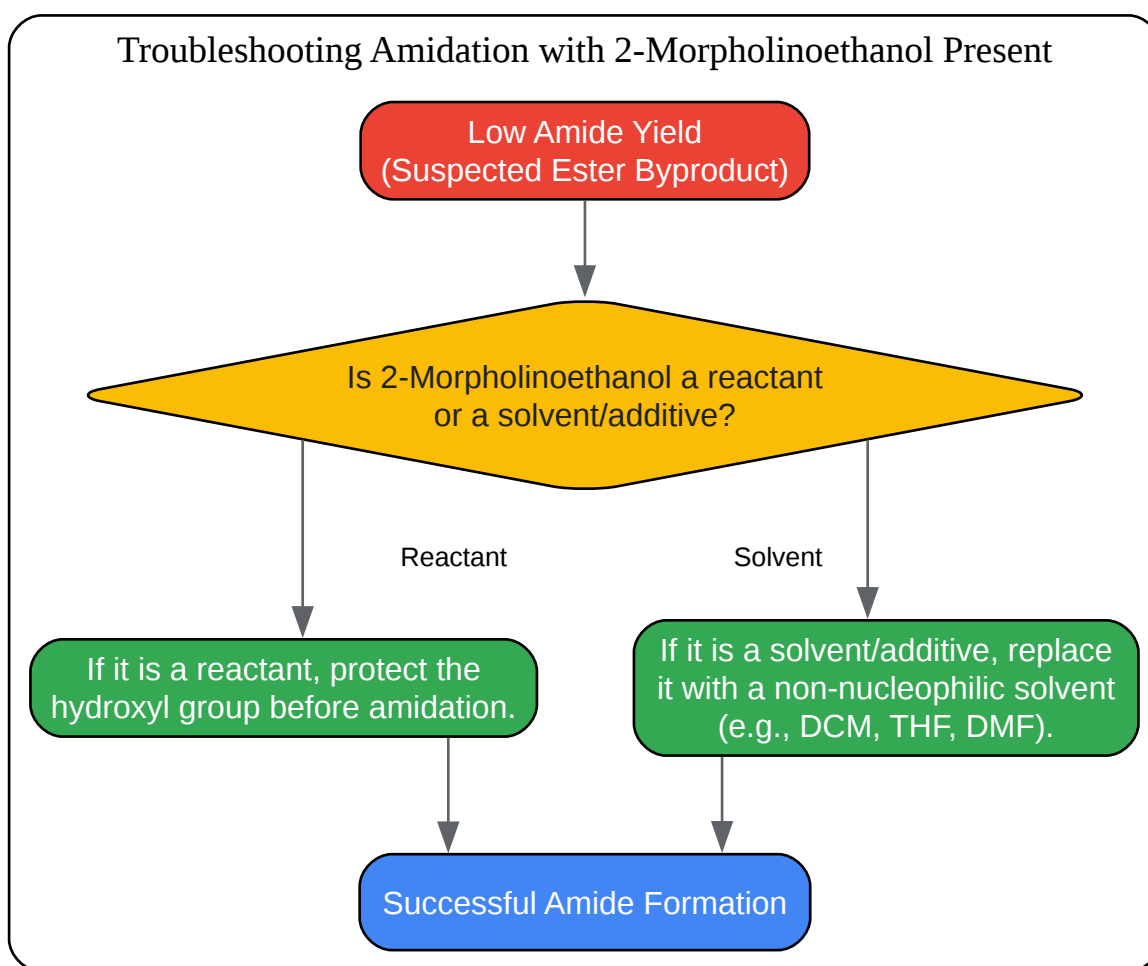 Troubleshooting Amidation with 2-Morpholinoethanol Present
Low Amide Yield
(Suspected Ester Byproduct)
Is 2-Morpholinoethanol a reactant
or a solvent/additive?
Reactant
Solvent
If it is a reactant, protect the
hydroxyl group before amidation.
If it is a solvent/additive, replace
it with a non-nucleophilic solvent
(e.g., DCM, THF, DMF).
Successful Amide Formation